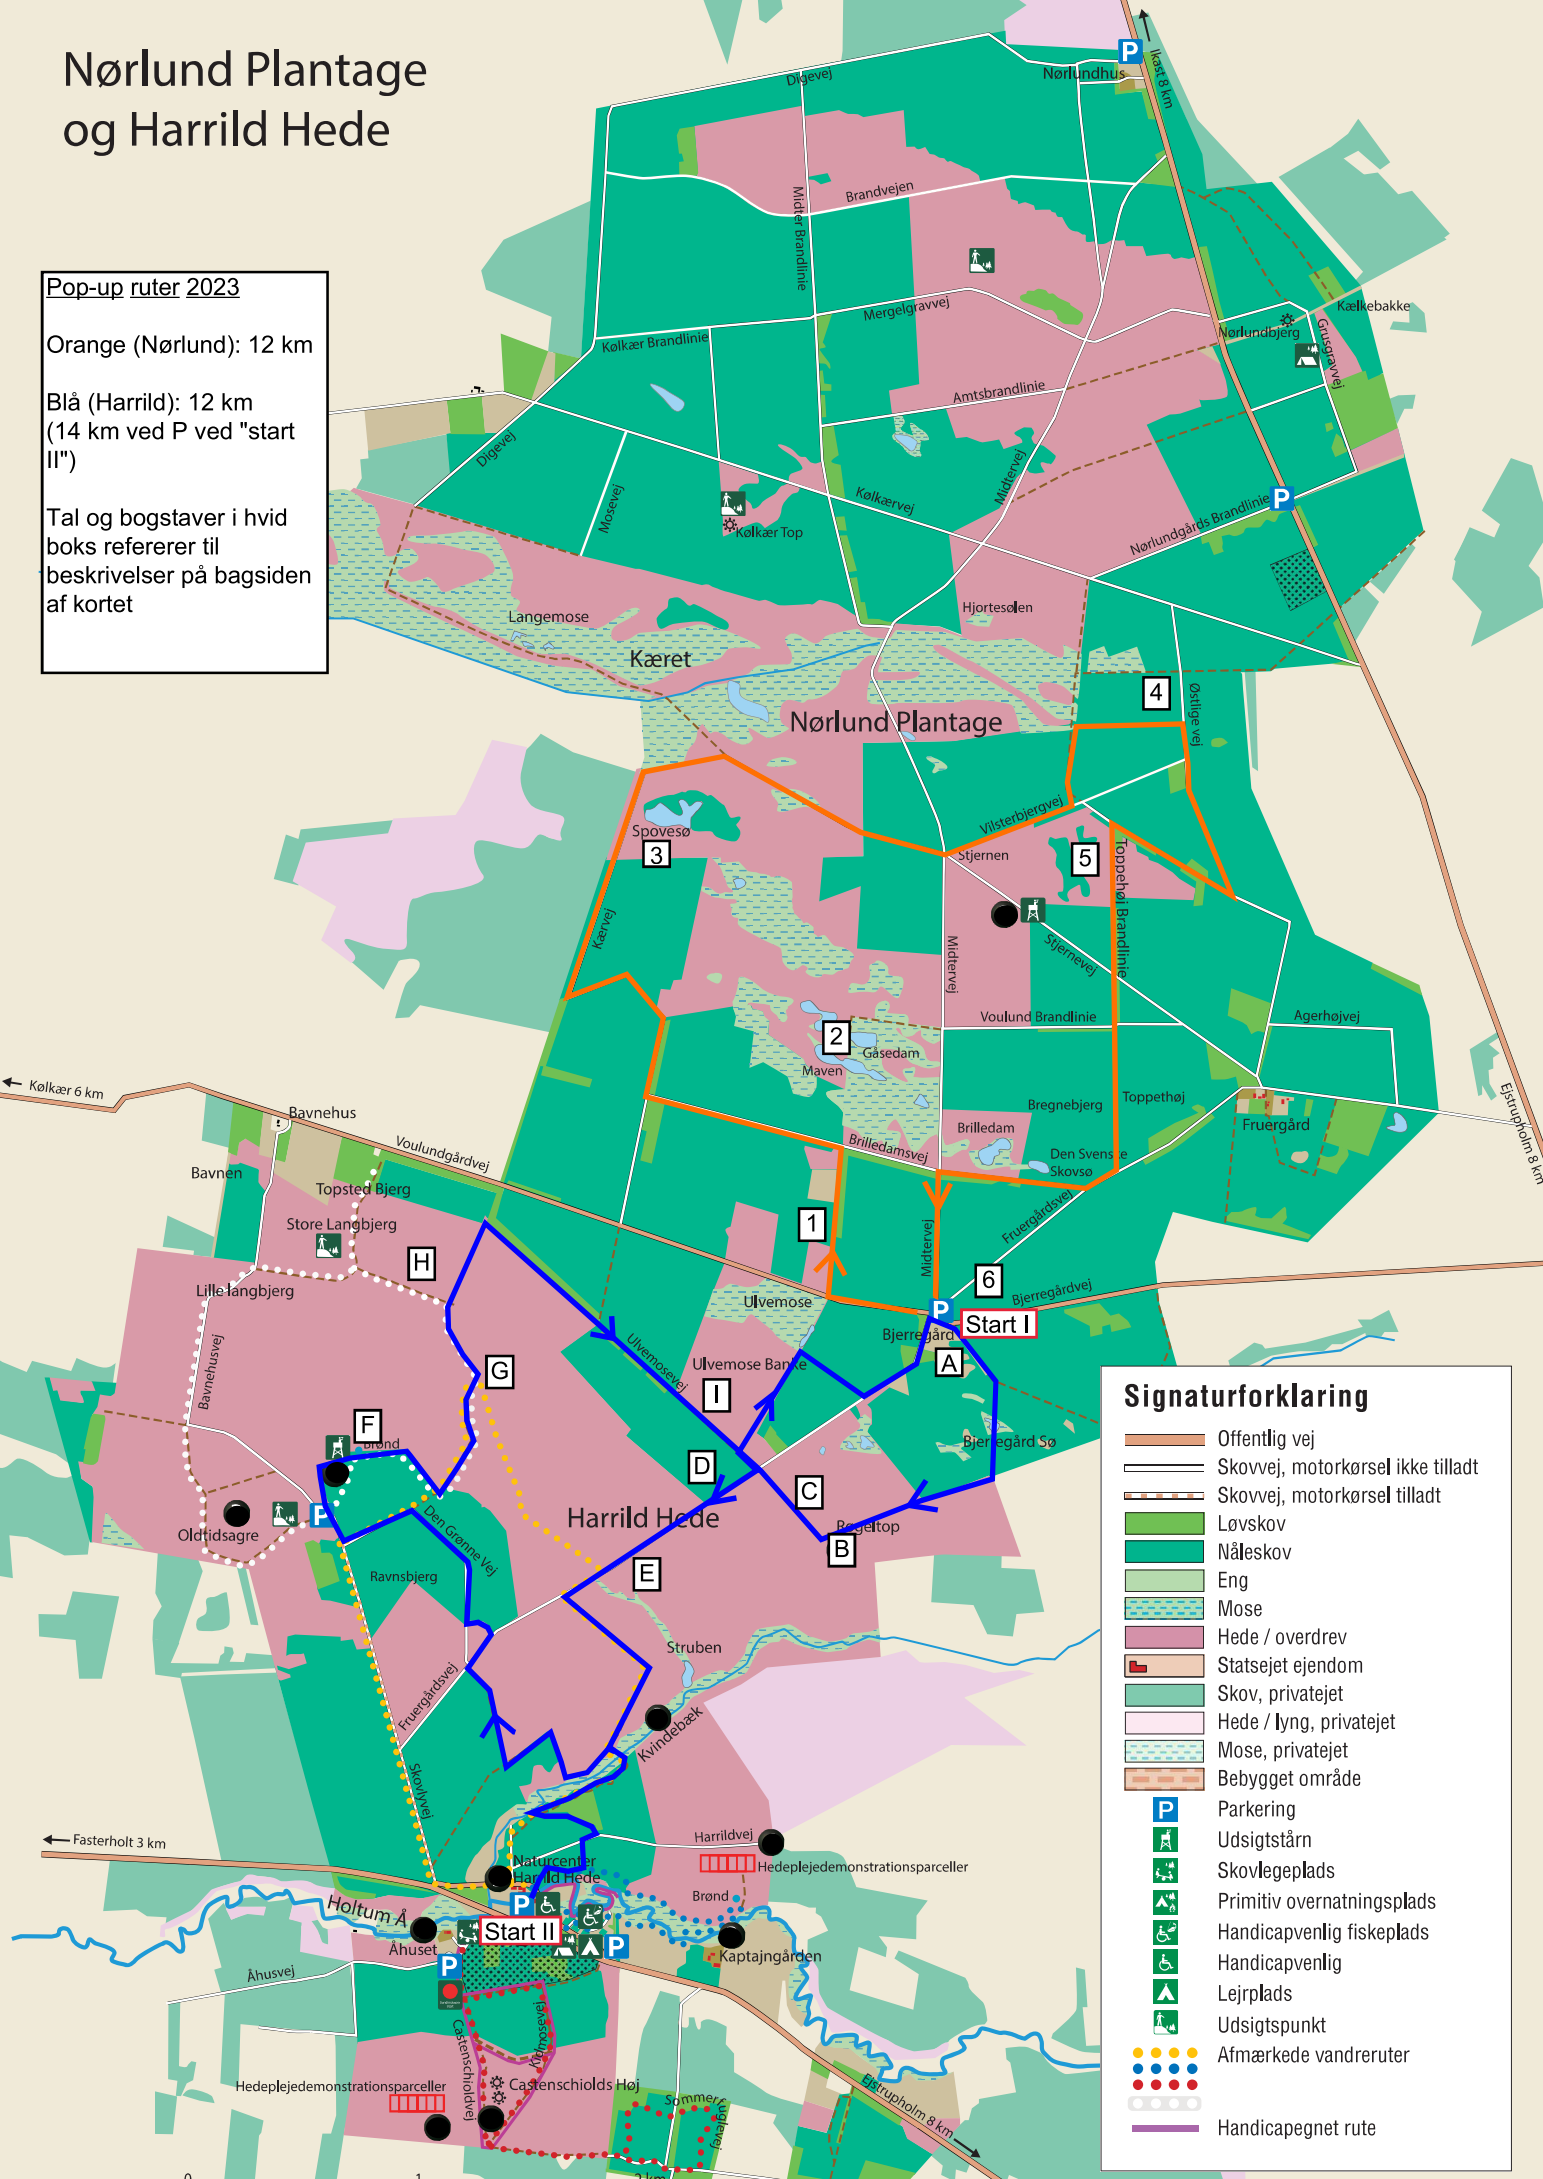 Nørlund Plantage
og Harrild Hede
Pop-up ruter 2023
Orange (Nørlund): 12 km
Blå (Harrild): 12 km
(14 km ved P ved "start
II")
Tal og bogstaver i hvid
boks refererer til
beskrivelser på bagsiden
af kortet
P
Ikast 8 km
Nørlundhus
Digevej
Midter Brandlinie
Brandvejen
Mergelgravvej
Kælkebakke
Nørlundbjerg
Grusgravvej
Kølkær Brandlinie
Amtsbrandlinie
Digevej
Mosevej
Kølkær Top
Kølkærvej
Midtervej
Nørlundgårds Brandlinie
P
Langemose
Hjortesølen
Kæret
Nørlund Plantage
4
Østlige vej
Vilsterbjergvej
Spovesø
3
Stjernen
5
Toppehøj Brandlinie
Kærvej
Midtervej
Stjernevej
Voulund Brandlinie
Agerhøjvej
2
Gåsedam
Maven
Kølkær 6 km
Ejstrupholm 8 km
Bavnehus
Voulundgårdvej
Bregnebjerg
Toppethøj
Brilledam
Fruergård
Brilledamsvej
Den Svenske
Skovsø
Bavnen
Topsted Bjerg
Store Langbjerg
1
Midtervej
Fruergårdsvej
H
6
Lille langbjerg
Ulvemose
Bjerregårdvej
P
Start I
Bjerregård
A
Bavnehusvej
Ulvemosevej
Ulvemose Banke
G
I
F
Brønd
Bjerregård Sø
D
C
Oldtidsagre
P
Harrild Hede
Røgeltop
B
Den Grønne Vej
Ravnsbjerg
E
Struben
Fruergårdsvej
Kvindebæk
Skovlyvej
Fasterholt 3 km
Harrildvej
Hedeplejedemonstrationsparceller
Naturcenter
Harrild Hede
Brønd
P
Holtum Å
Start II
Åhuset
P
Kaptajngården
Åhusvej
P
Kidmosevej
Castenschioldvej
Hedeplejedemonstrationsparceller
Castenschiolds Høj
Sommerfuglevej
Ejstrupholm 8 km
0
1
2 km
Signaturforklaring
Offentlig vej
Skovvej, motorkørsel ikke tilladt
Skovvej, motorkørsel tilladt
Løvskov
Nåleskov
Eng
Mose
Hede / overdrev
Statsejet ejendom
Skov, privatejet
Hede / lyng, privatejet
Mose, privatejet
Bebygget område
P Parkering
Udsigtstårn
Skovlegeplads
Primitiv overnatningsplads
Handicapvenlig fiskeplads
Handicapvenlig
Lejrplads
Udsigtspunkt
Afmærkede vandreruter
Handicapegnet rute